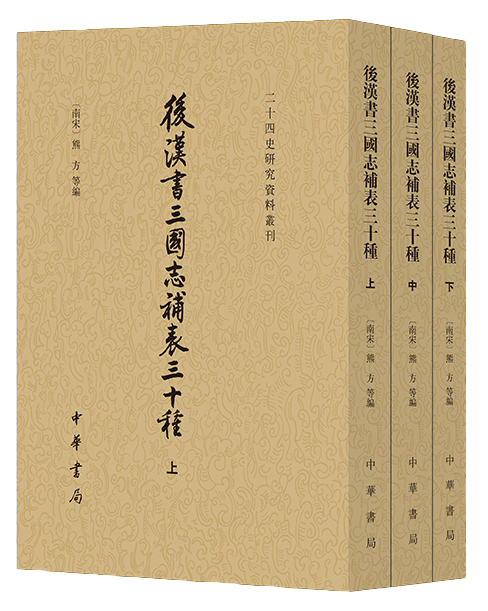 二十四史研究資料叢刊
後漢書三國志補表三十種
上
〔南宋〕熊方等編
中華書局
後漢書三國志補表三十種
上
〔南宋〕熊方等編
中華書局
後漢書三國志補表三十種
中
〔南宋〕熊方等編
中華書局
後漢書三國志補表三十種
下
〔南宋〕熊方等編
中華書局